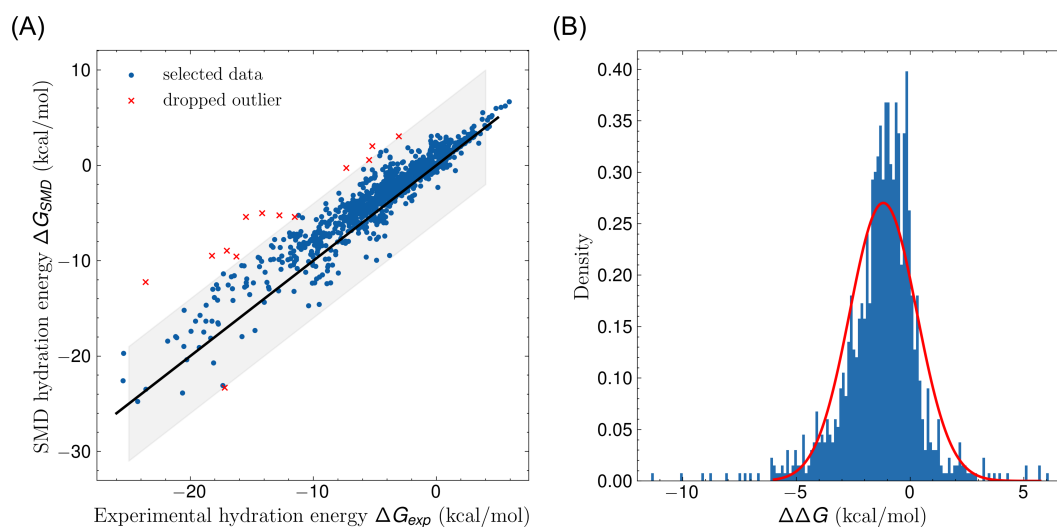 (A)
SMD hydration energy ΔG_SMD (kcal/mol)
10
0
−10
−20
−30
selected data
dropped outlier
−20
−10
0
Experimental hydration energy ΔG_exp (kcal/mol)
(B)
Density
0.40
0.35
0.30
0.25
0.20
0.15
0.10
0.05
0.00
−10
−5
0
5
ΔΔG (kcal/mol)